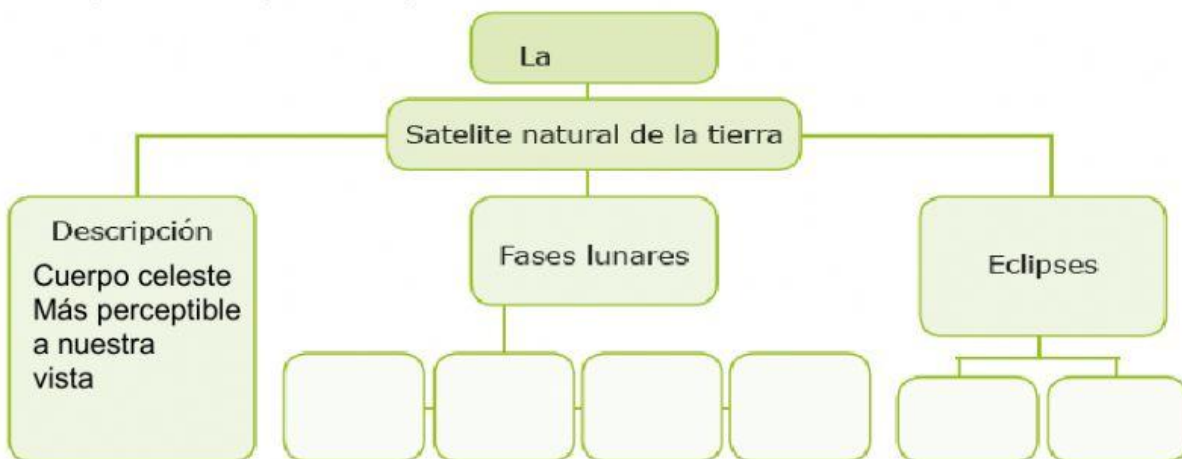 La
Satelite natural de la tierra
Descripción
Cuerpo celeste
Más perceptible
a nuestra
vista
Fases lunares
Eclipses